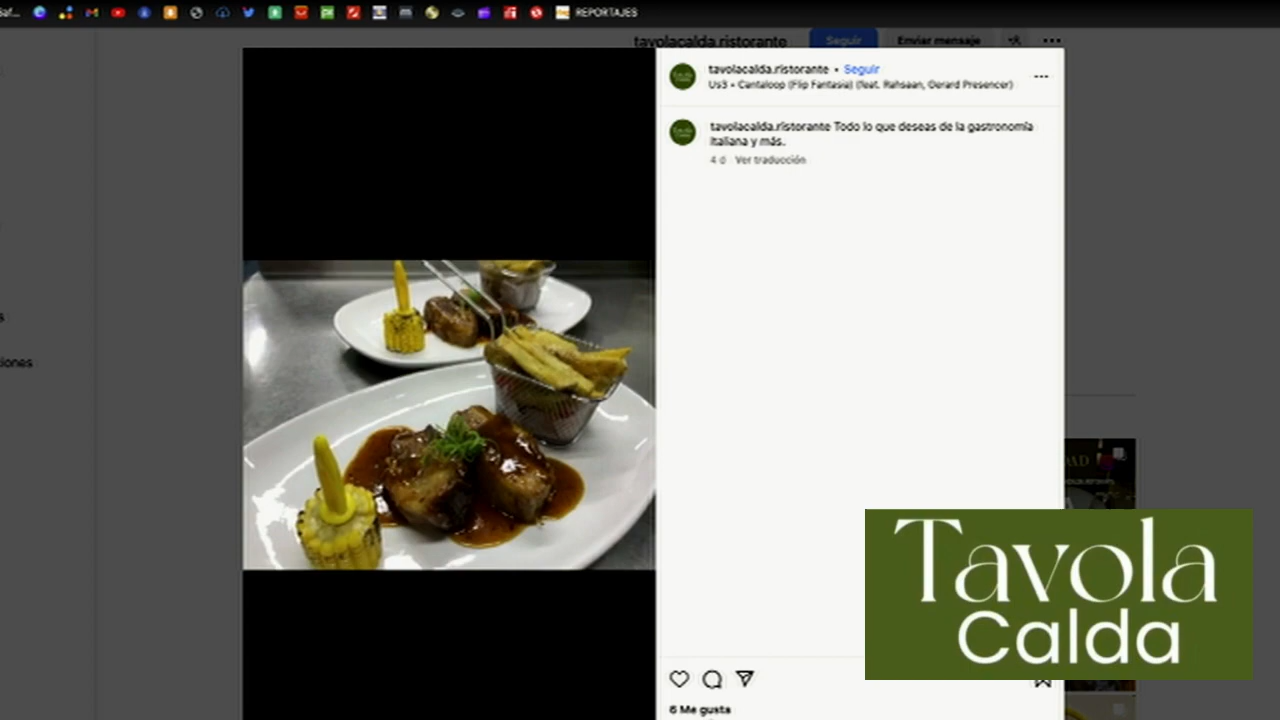 REPORTAJES
tavolacalda.ristorante
Seguir
Enviar mensaje
tavolacalda.ristorante • Seguir
Us3 • Cantaloop (Flip Fantasia) (feat. Rahsaan, Gerard Presencer)
tavolacalda.ristorante Todo lo que deseas de la gastronomía
italiana y más.
4 d Ver traducción
iones
Tavola
Calda
6 Me gusta